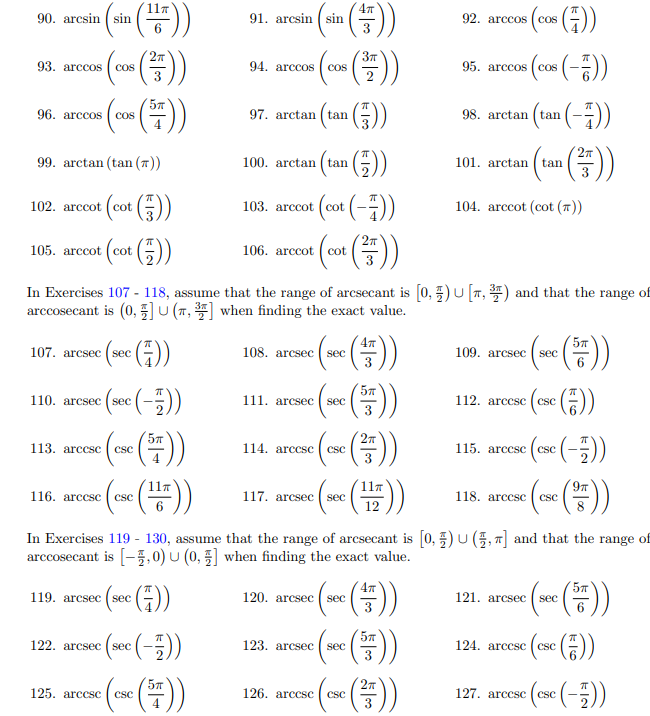 90. arcsin (sin (11π/6)) 91. arcsin (sin (4π/3)) 92. arccos (cos (π/4))
93. arccos (cos (2π/3)) 94. arccos (cos (3π/2)) 95. arccos (cos (−π/6))
96. arccos (cos (5π/4)) 97. arctan (tan (π/3)) 98. arctan (tan (−π/4))
99. arctan (tan (π)) 100. arctan (tan (π/2)) 101. arctan (tan (2π/3))
102. arccot (cot (π/3)) 103. arccot (cot (−π/4)) 104. arccot (cot (π))
105. arccot (cot (π/2)) 106. arccot (cot (2π/3))
In Exercises 107 - 118, assume that the range of arcsecant is [0, π/2) ∪ [π, 3π/2) and that the range of
arccosecant is (0, π/2] ∪ (π, 3π/2] when finding the exact value.
107. arcsec (sec (π/4)) 108. arcsec (sec (4π/3)) 109. arcsec (sec (5π/6))
110. arcsec (sec (−π/2)) 111. arcsec (sec (5π/3)) 112. arccsc (csc (π/6))
113. arccsc (csc (5π/4)) 114. arccsc (csc (2π/3)) 115. arccsc (csc (−π/2))
116. arccsc (csc (11π/6)) 117. arcsec (sec (11π/12)) 118. arccsc (csc (9π/8))
In Exercises 119 - 130, assume that the range of arcsecant is [0, π/2) ∪ (π/2, π] and that the range of
arccosecant is [−π/2, 0) ∪ (0, π/2] when finding the exact value.
119. arcsec (sec (π/4)) 120. arcsec (sec (4π/3)) 121. arcsec (sec (5π/6))
122. arcsec (sec (−π/2)) 123. arcsec (sec (5π/3)) 124. arccsc (csc (π/6))
125. arccsc (csc (5π/4)) 126. arccsc (csc (2π/3)) 127. arccsc (csc (−π/2))